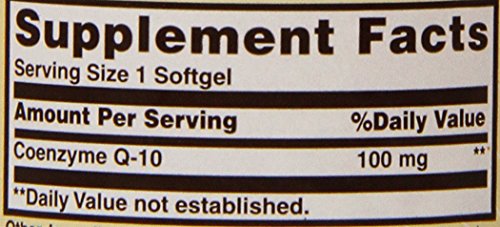 Supplement Facts
Serving Size 1 Softgel
Amount Per Serving %Daily Value
Coenzyme Q-10 100 mg **
**Daily Value not established.